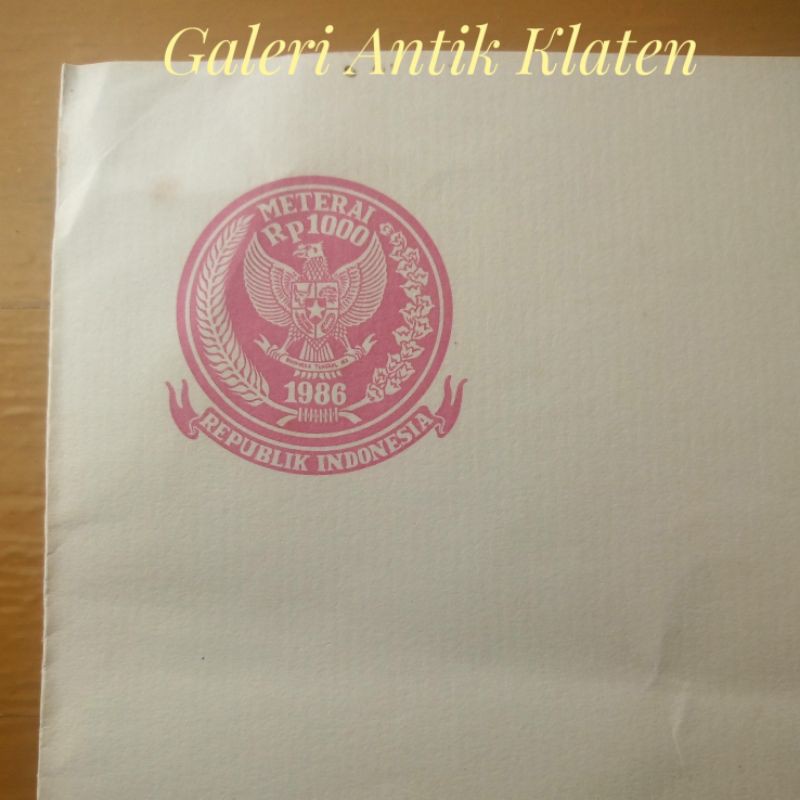 Galeri Antik Klaten
METERAI
Rp1000
1986
REPUBLIK INDONESIA